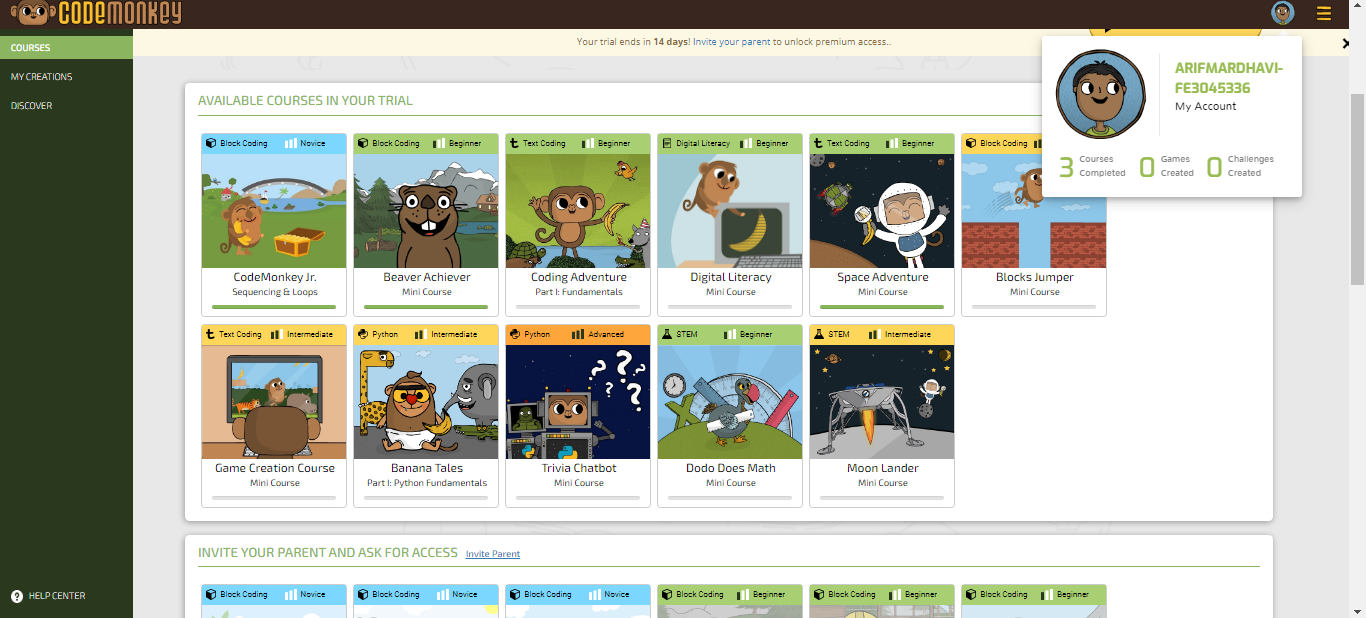 CODEMONKEY
COURSES
MY CREATIONS
DISCOVER
HELP CENTER
Your trial ends in 14 days! Invite your parent to unlock premium access..
ARIFMARDHAVI-
FE3045336
My Account
3 Courses Completed
0 Games Created
0 Challenges Created
AVAILABLE COURSES IN YOUR TRIAL
Block Coding Novice
CodeMonkey Jr.
Sequencing & Loops
Block Coding Beginner
Beaver Achiever
Mini Course
Text Coding Beginner
Coding Adventure
Part I: Fundamentals
Digital Literacy Beginner
Digital Literacy
Mini Course
Text Coding Beginner
Space Adventure
Mini Course
Block Coding
Blocks Jumper
Mini Course
Text Coding Intermediate
Game Creation Course
Mini Course
Python Intermediate
Banana Tales
Part I: Python Fundamentals
Python Advanced
Trivia Chatbot
Mini Course
STEM Beginner
Dodo Does Math
Mini Course
STEM Intermediate
Moon Lander
Mini Course
INVITE YOUR PARENT AND ASK FOR ACCESS Invite Parent
Block Coding Novice
Block Coding Novice
Block Coding Novice
Block Coding Beginner
Block Coding Beginner
Block Coding Beginner